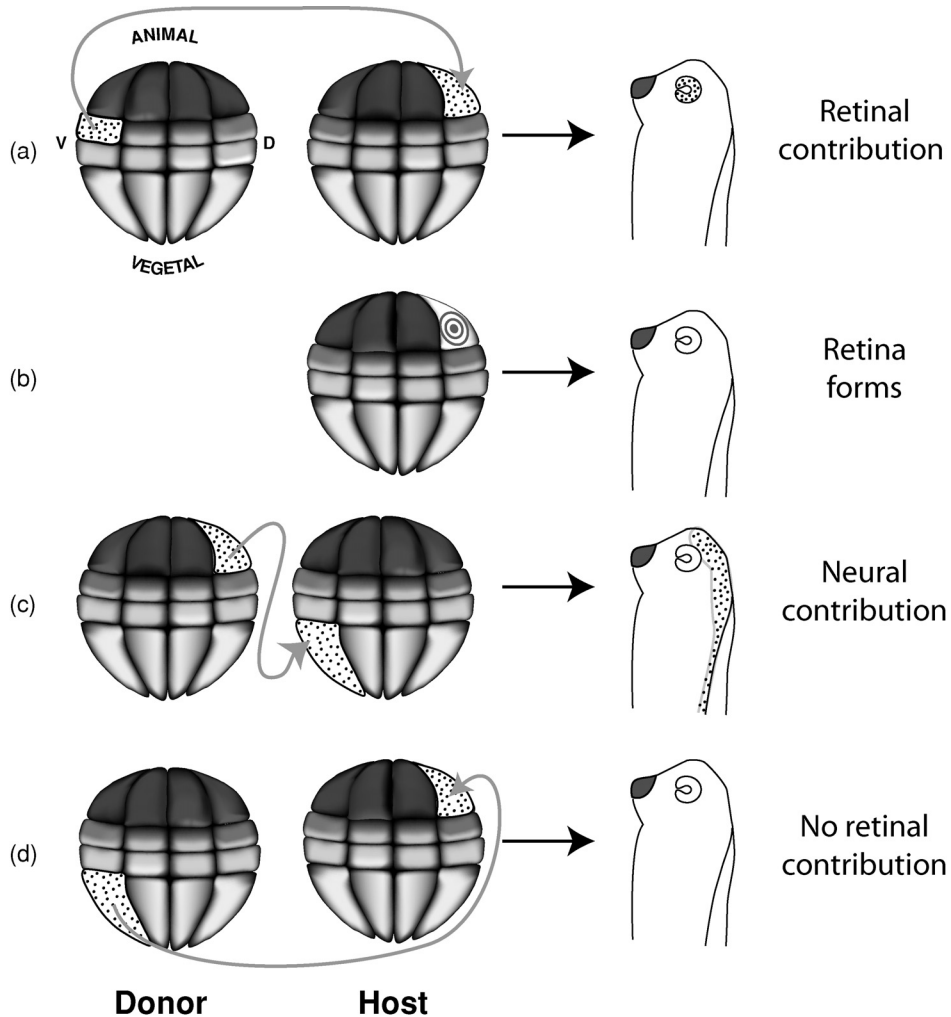 ANIMAL
(a)
V
D
VEGETAL
Retinal
contribution
(b)
Retina
forms
(c)
Neural
contribution
(d)
No retinal
contribution
Donor
Host